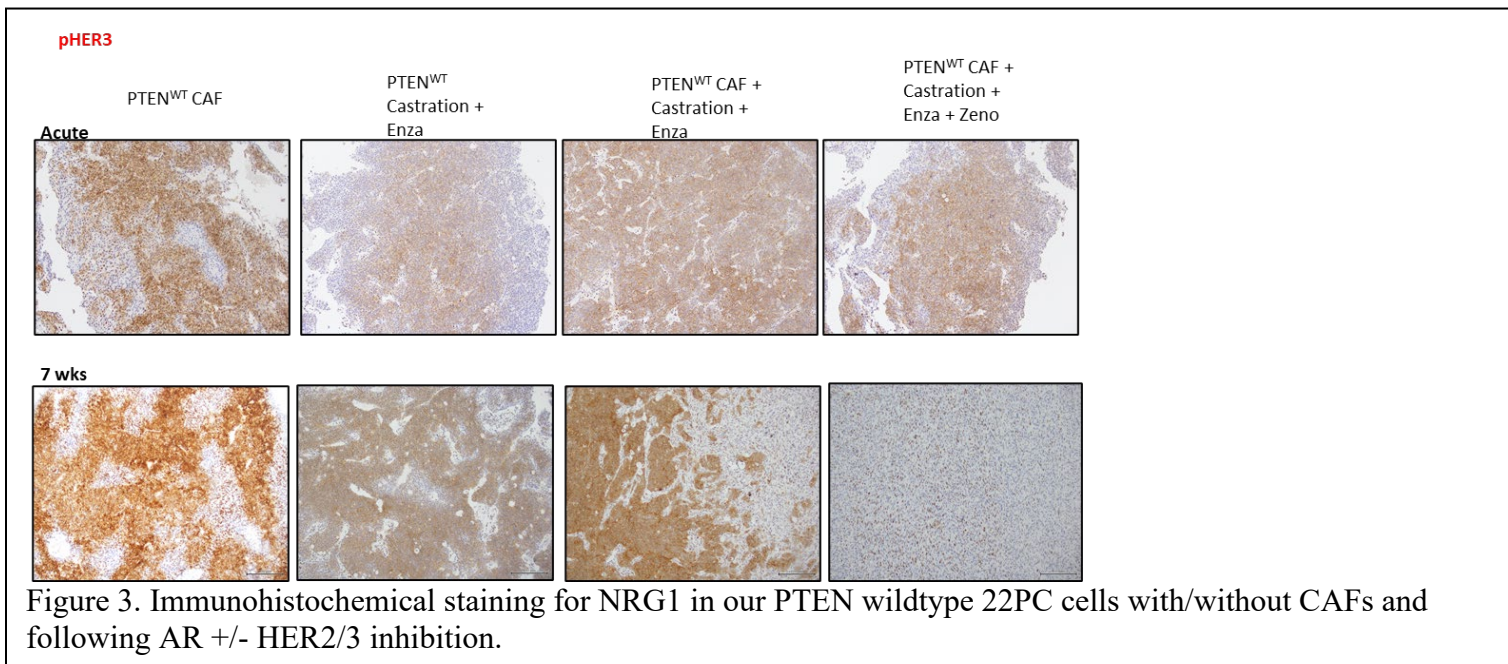 pHER3
PTENWT CAF
PTENWT
Castration +
Enza
PTENWT CAF +
Castration +
Enza
PTENWT CAF +
Castration +
Enza + Zeno
Acute
7 wks
Figure 3. Immunohistochemical staining for NRG1 in our PTEN wildtype 22PC cells with/without CAFs and
following AR +/- HER2/3 inhibition.